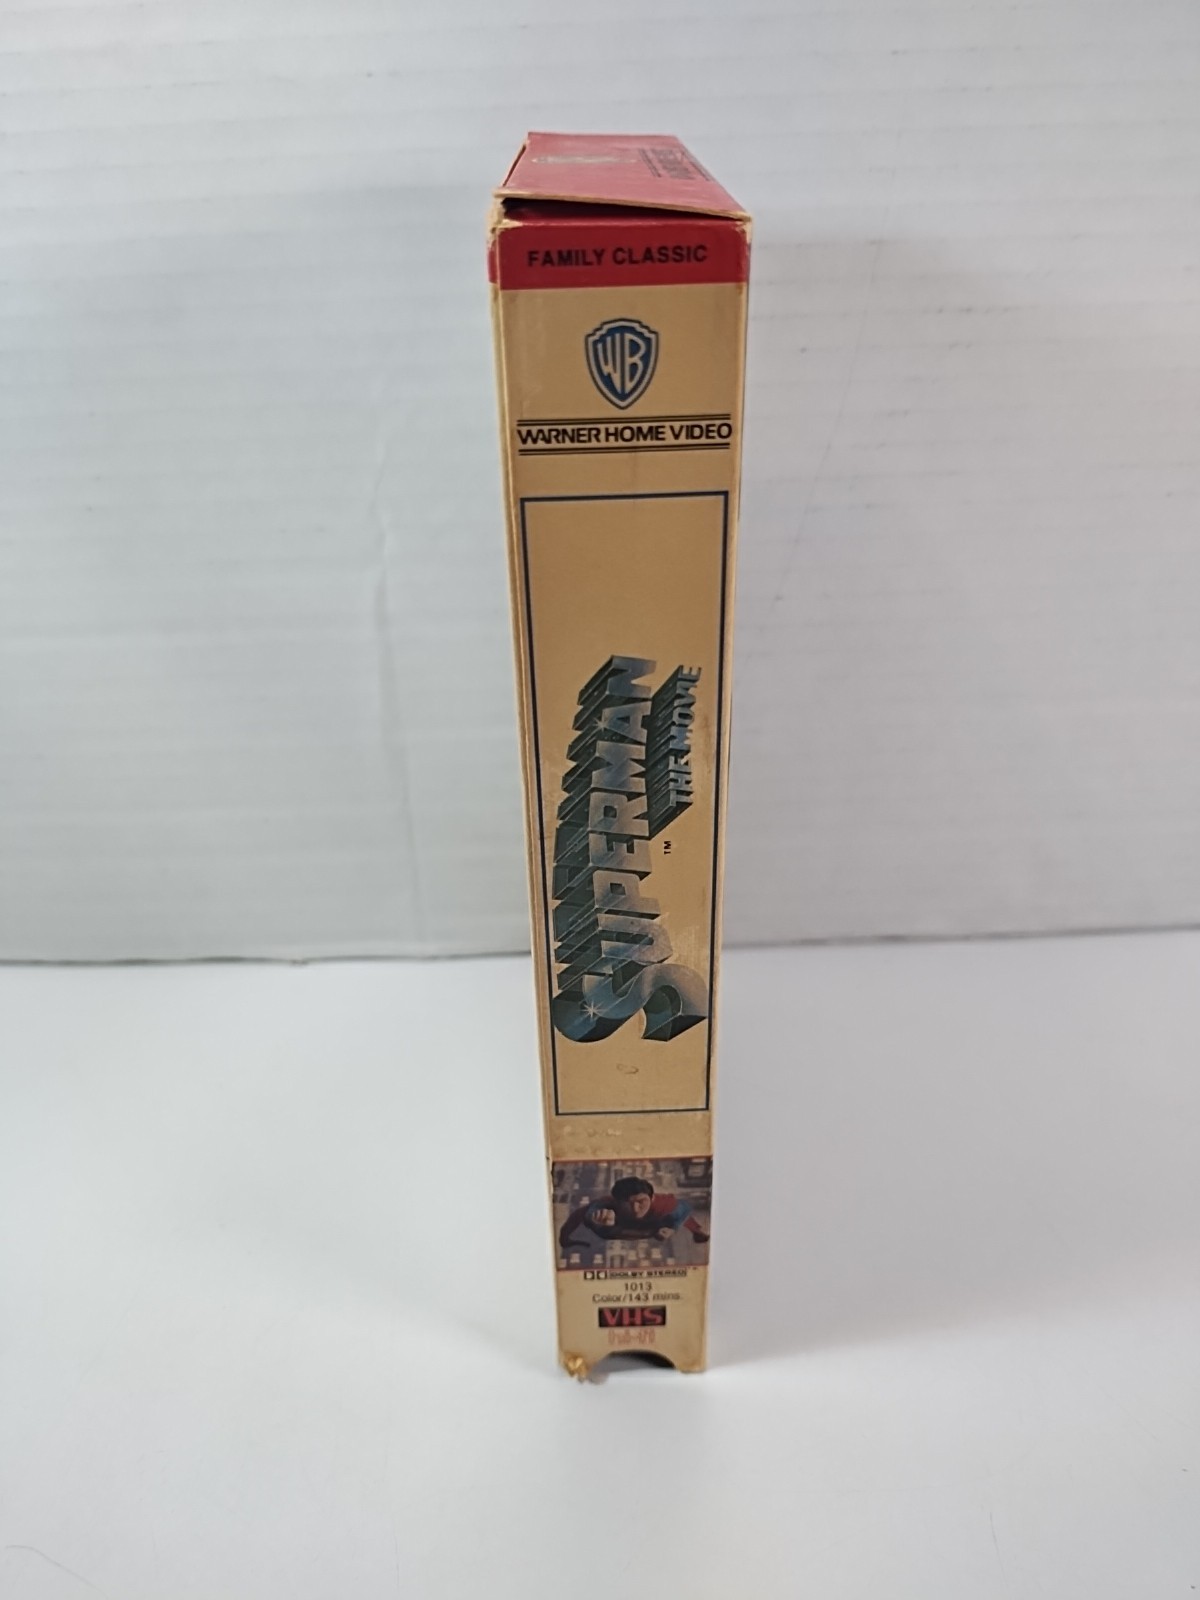 FAMILY CLASSIC
WB
WARNER HOME VIDEO
SUPERMAN
THE MOVIE
™
DOLBY STEREO
1013
Color/143 mins.
VHS